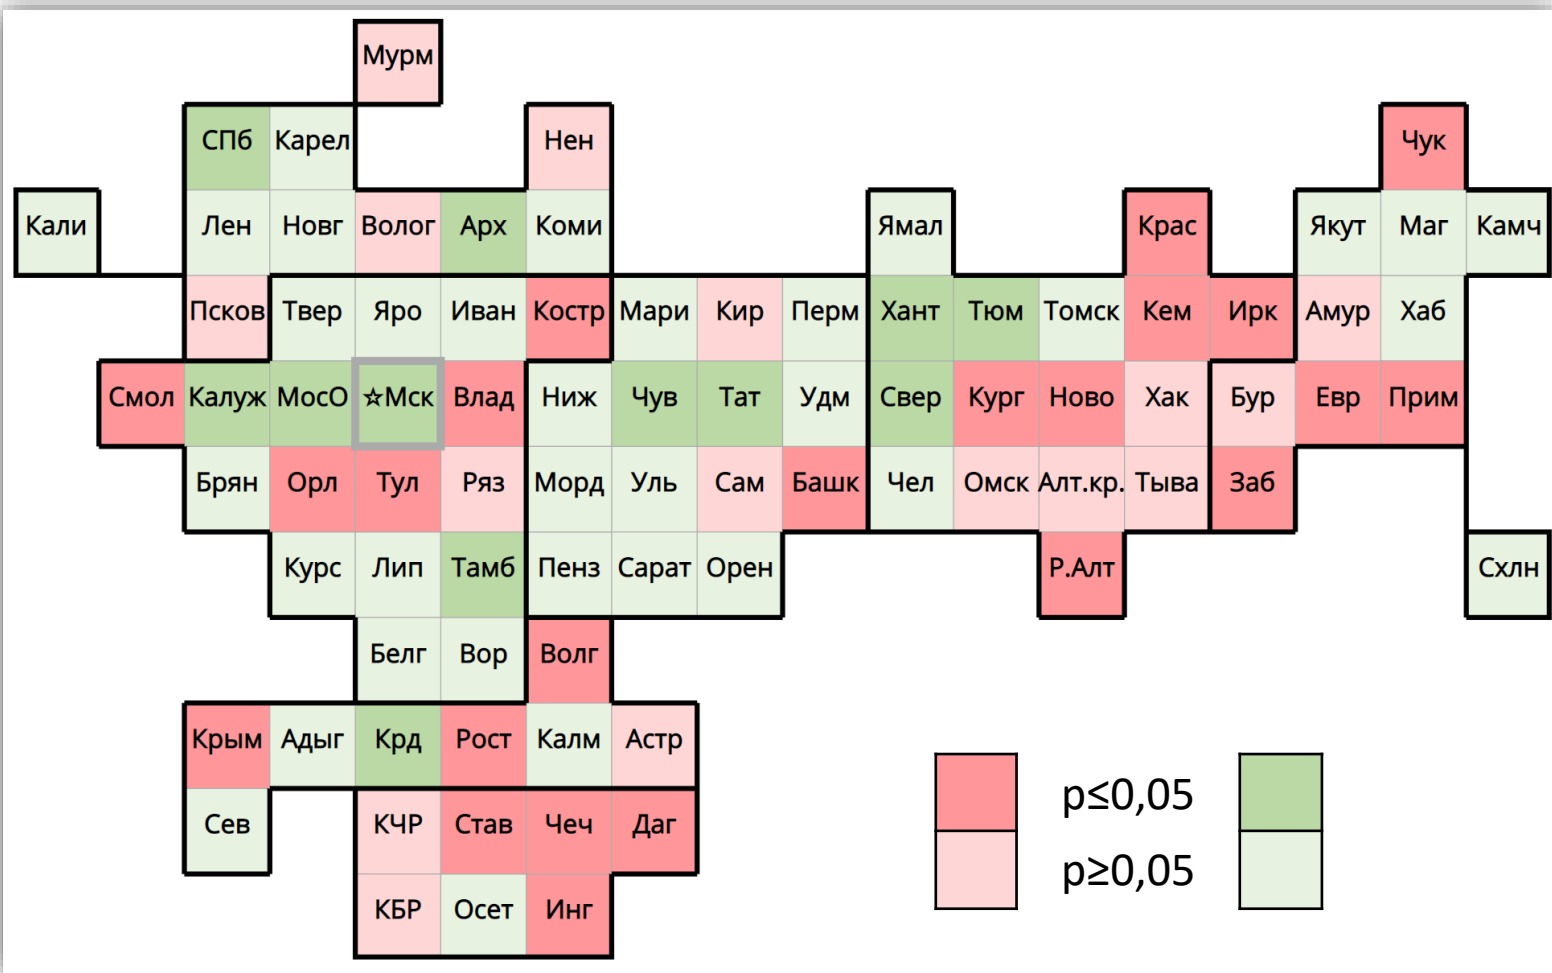 Мурм
СПб Карел Нен Чук
Кали Лен Новг Волог Арх Коми Ямал Крас Якут Маг Камч
Псков Твер Яро Иван Костр Мари Кир Перм Хант Тюм Томск Кем Ирк Амур Хаб
Смол Калуж МосО ☆Мск Влад Ниж Чув Тат Удм Свер Кург Ново Хак Бур Евр Прим
Брян Орл Тул Ряз Морд Уль Сам Башк Чел Омск Алт.кр. Тыва Заб
Курс Лип Тамб Пенз Сарат Орен Р.Алт Схлн
Белг Вор Волг
Крым Адыг Крд Рост Калм Астр
p≤0,05
Сев КЧР Став Чеч Даг
p≥0,05
КБР Осет Инг